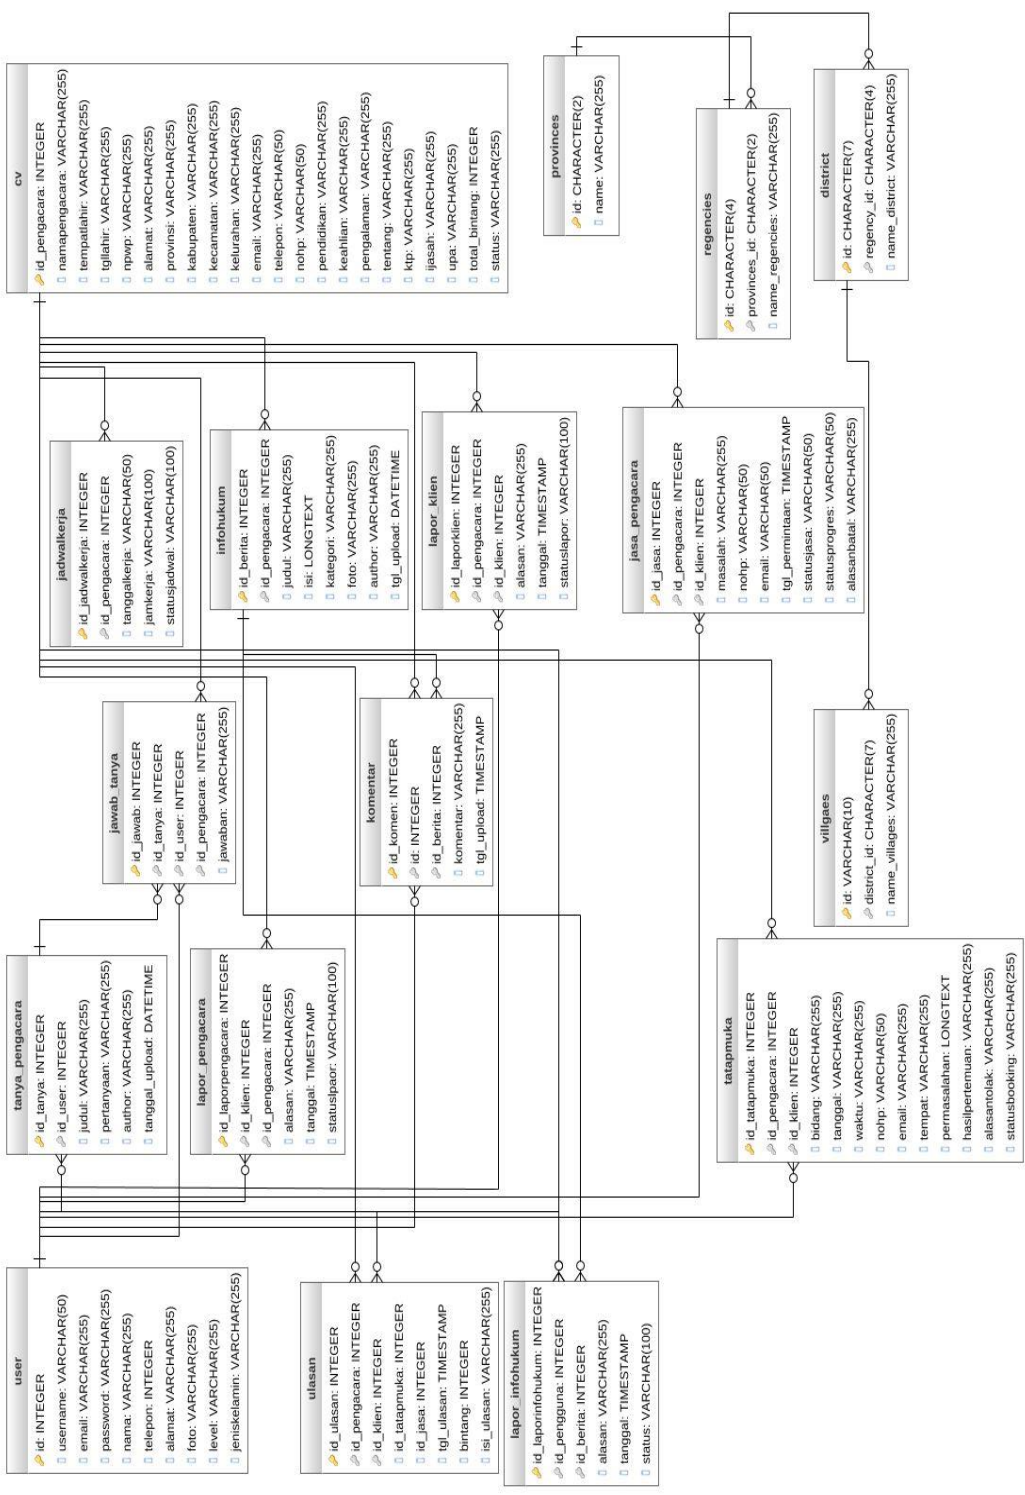 cv
id_pengacara: INTEGER
namapengacara: VARCHAR(255)
tempatlahir: VARCHAR(255)
tgllahir: VARCHAR(255)
npwp: VARCHAR(255)
alamat: VARCHAR(255)
provinsi: VARCHAR(255)
kabupaten: VARCHAR(255)
kecamatan: VARCHAR(255)
kelurahan: VARCHAR(255)
email: VARCHAR(255)
telepon: VARCHAR(50)
nohp: VARCHAR(50)
pendidikan: VARCHAR(255)
keahlian: VARCHAR(255)
pengalaman: VARCHAR(255)
tentang: VARCHAR(255)
ktp: VARCHAR(255)
ijasah: VARCHAR(255)
upa: VARCHAR(255)
total_bintang: INTEGER
status: VARCHAR(255)
provinces
id: CHARACTER(2)
name: VARCHAR(255)
regencies
id: CHARACTER(4)
provinces_id: CHARACTER(2)
name_regencies: VARCHAR(255)
district
id: CHARACTER(7)
regency_id: CHARACTER(4)
name_district: VARCHAR(255)
jadwalkerja
id_jadwalkerja: INTEGER
id_pengacara: INTEGER
tanggalkerja: VARCHAR(50)
jamkerja: VARCHAR(100)
statusjadwal: VARCHAR(100)
infohukum
id_berita: INTEGER
id_pengacara: INTEGER
judul: VARCHAR(255)
isi: LONGTEXT
kategori: VARCHAR(255)
foto: VARCHAR(255)
author: VARCHAR(255)
tgl_upload: DATETIME
lapor_klien
id_laporklien: INTEGER
id_pengacara: INTEGER
id_klien: INTEGER
alasan: VARCHAR(255)
tanggal: TIMESTAMP
statuslapor: VARCHAR(100)
jasa_pengacara
id_jasa: INTEGER
id_pengacara: INTEGER
id_klien: INTEGER
masalah: VARCHAR(255)
nohp: VARCHAR(50)
email: VARCHAR(50)
tgl_permintaan: TIMESTAMP
statusjasa: VARCHAR(50)
statusprogres: VARCHAR(50)
alasanbatal: VARCHAR(255)
jawab_tanya
id_jawab: INTEGER
id_tanya: INTEGER
id_user: INTEGER
id_pengacara: INTEGER
jawaban: VARCHAR(255)
komentar
id_komen: INTEGER
id: INTEGER
id_berita: INTEGER
komentar: VARCHAR(255)
tgl_upload: TIMESTAMP
villgaes
id: VARCHAR(10)
district_id: CHARACTER(7)
name_villages: VARCHAR(255)
tanya_pengacara
id_tanya: INTEGER
id_user: INTEGER
judul: VARCHAR(255)
pertanyaan: VARCHAR(255)
author: VARCHAR(255)
tanggal_upload: DATETIME
lapor_pengacara
id_laporpengacara: INTEGER
id_klien: INTEGER
id_pengacara: INTEGER
alasan: VARCHAR(255)
tanggal: TIMESTAMP
statuslpaor: VARCHAR(100)
tatapmuka
id_tatapmuka: INTEGER
id_pengacara: INTEGER
id_klien: INTEGER
bidang: VARCHAR(255)
tanggal: VARCHAR(255)
waktu: VARCHAR(255)
nohp: VARCHAR(50)
email: VARCHAR(255)
tempat: VARCHAR(255)
permasalahan: LONGTEXT
hasilpertemuan: VARCHAR(255)
alasantolak: VARCHAR(255)
statusbooking: VARCHAR(255)
user
id: INTEGER
username: VARCHAR(50)
email: VARCHAR(255)
password: VARCHAR(255)
nama: VARCHAR(255)
telepon: INTEGER
alamat: VARCHAR(255)
foto: VARCHAR(255)
level: VARCHAR(255)
jeniskelamin: VARCHAR(255)
ulasan
id_ulasan: INTEGER
id_pengacara: INTEGER
id_klien: INTEGER
id_tatapmuka: INTEGER
id_jasa: INTEGER
tgl_ulasan: TIMESTAMP
bintang: INTEGER
isi_ulasan: VARCHAR(255)
lapor_infohukum
id_laporinfohukum: INTEGER
id_pengguna: INTEGER
id_berita: INTEGER
alasan: VARCHAR(255)
tanggal: TIMESTAMP
status: VARCHAR(100)